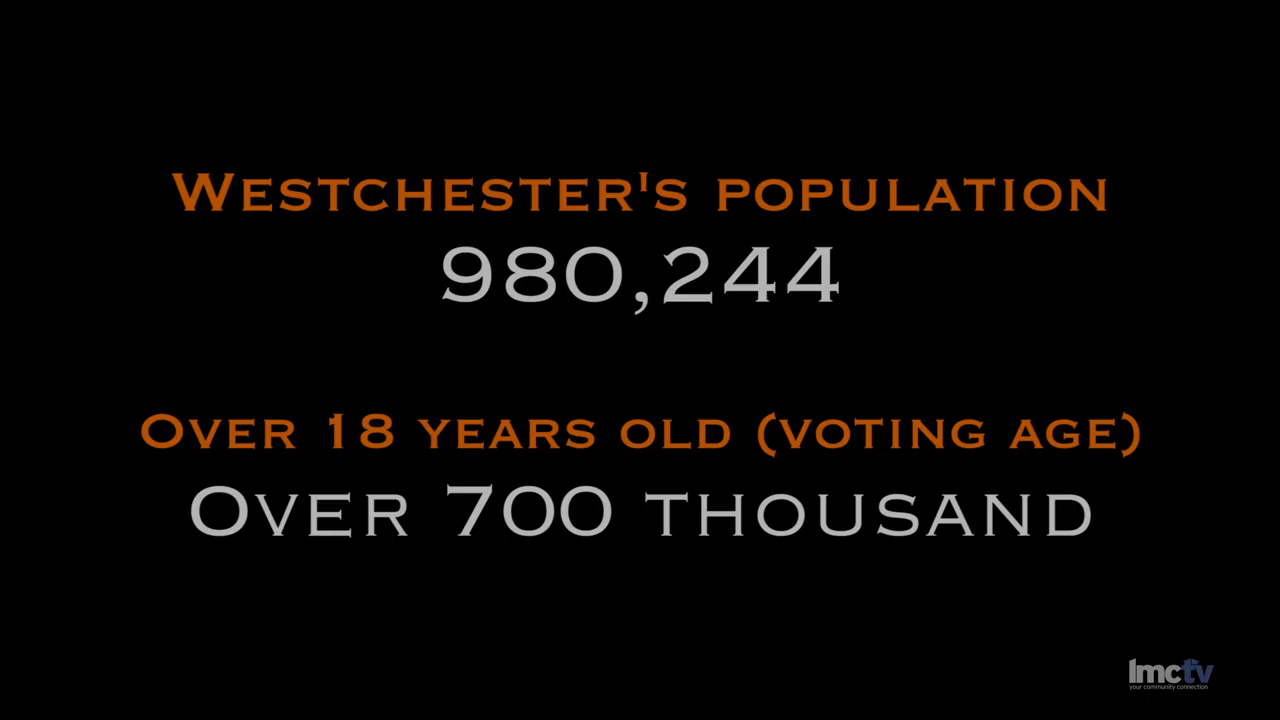 Westchester's population
980,244
Over 18 years old (voting age)
Over 700 thousand
lmctv
your community connection